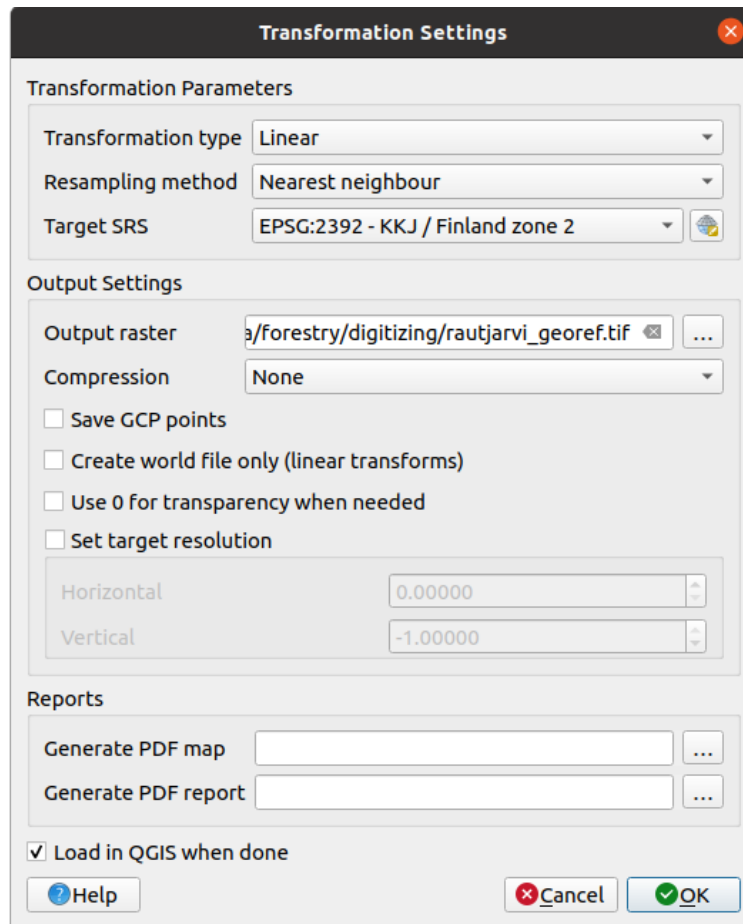 Transformation Settings
Transformation Parameters
Transformation type Linear
Resampling method Nearest neighbour
Target SRS EPSG:2392 - KKJ / Finland zone 2
Output Settings
Output raster a/forestry/digitizing/rautjarvi_georef.tif ...
Compression None
Save GCP points
Create world file only (linear transforms)
Use 0 for transparency when needed
Set target resolution
Horizontal 0.00000
Vertical -1.00000
Reports
Generate PDF map ...
Generate PDF report ...
Load in QGIS when done
Help Cancel OK